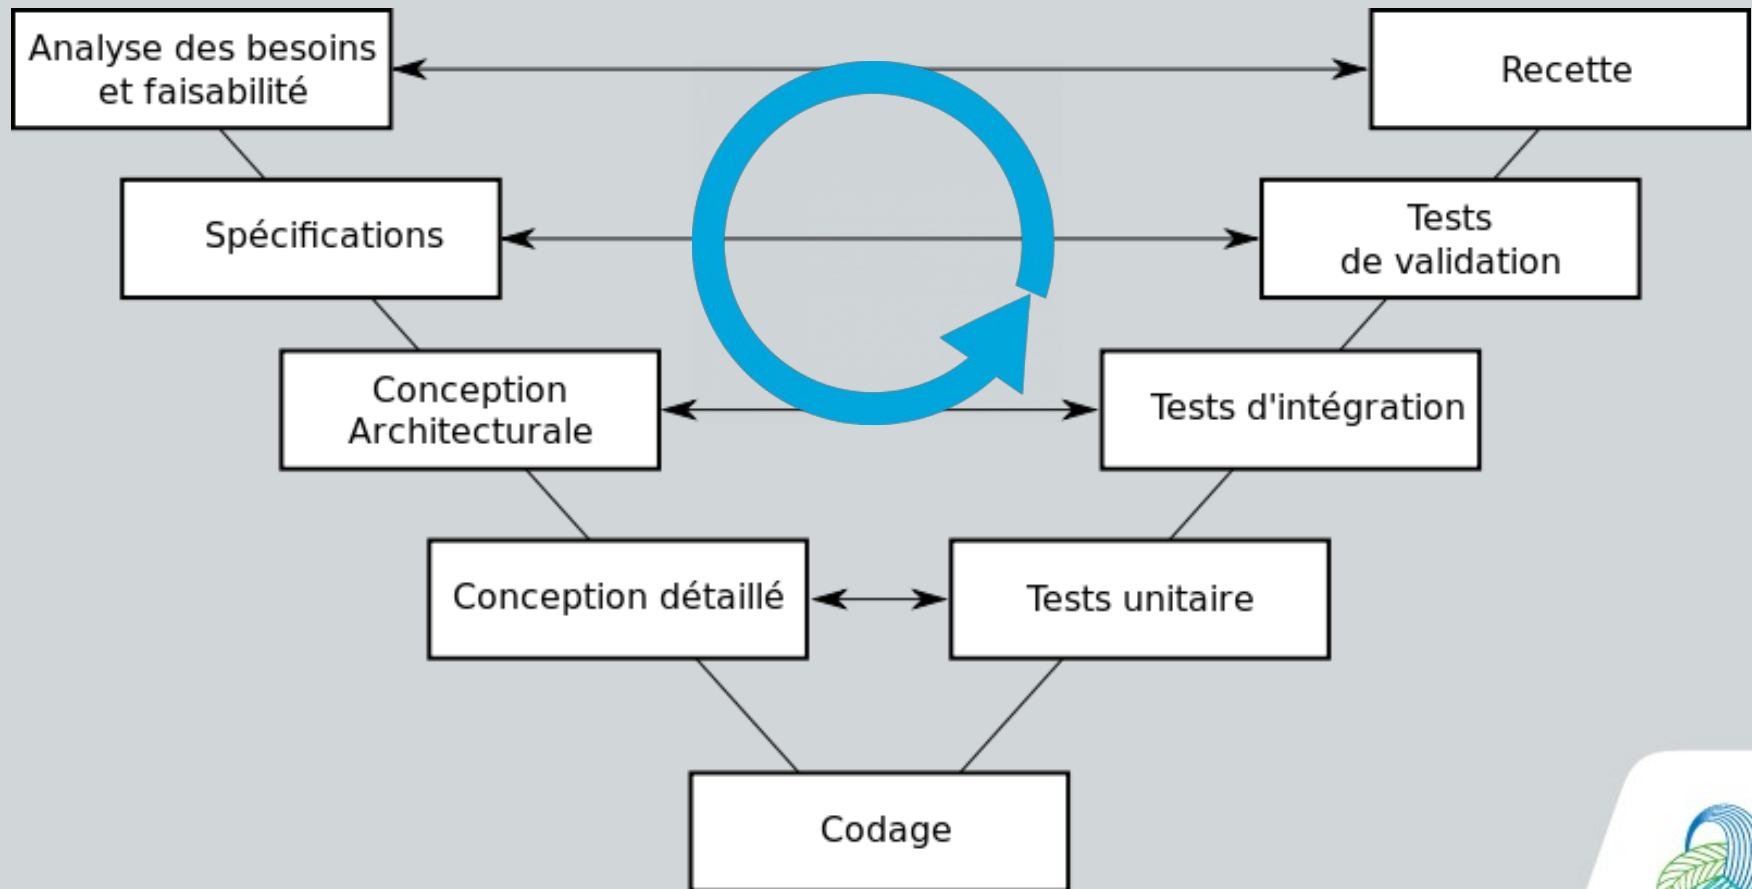 Analyse des besoins
et faisabilité
Recette
Spécifications
Tests
de validation
Conception
Architecturale
Tests d'intégration
Conception détaillé
Tests unitaire
Codage